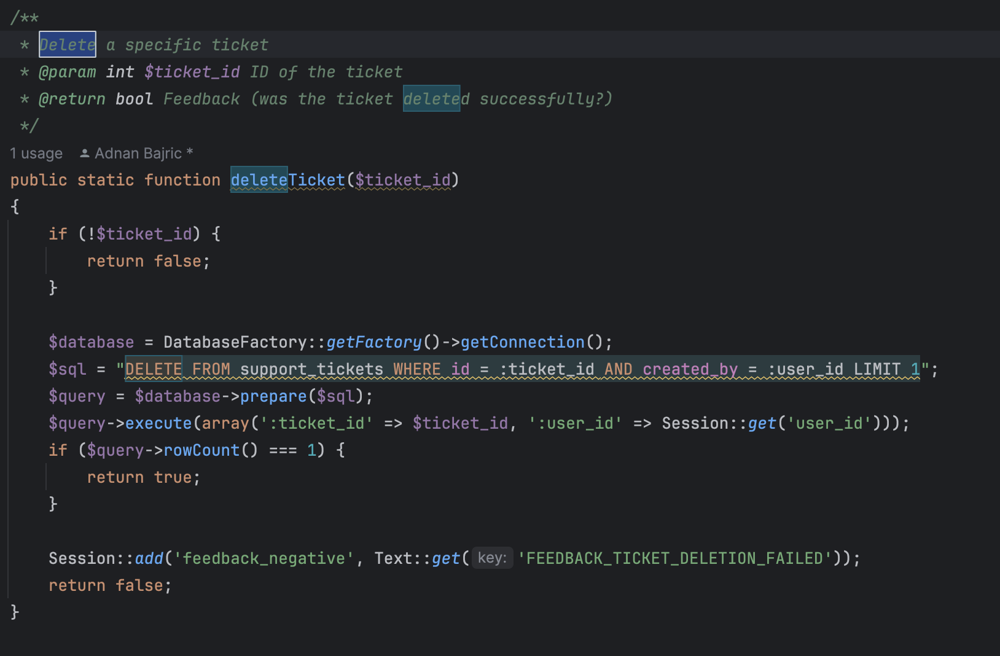 /**
 * Delete a specific ticket
 * @param int $ticket_id ID of the ticket
 * @return bool Feedback (was the ticket deleted successfully?)
 */
1 usage Adnan Bajric *
public static function deleteTicket($ticket_id)
{
    if (!$ticket_id) {
        return false;
    }

    $database = DatabaseFactory::getFactory()->getConnection();
    $sql = "DELETE FROM support_tickets WHERE id = :ticket_id AND created_by = :user_id LIMIT 1";
    $query = $database->prepare($sql);
    $query->execute(array(':ticket_id' => $ticket_id, ':user_id' => Session::get('user_id')));
    if ($query->rowCount() === 1) {
        return true;
    }

    Session::add('feedback_negative', Text::get( key: 'FEEDBACK_TICKET_DELETION_FAILED'));
    return false;
}